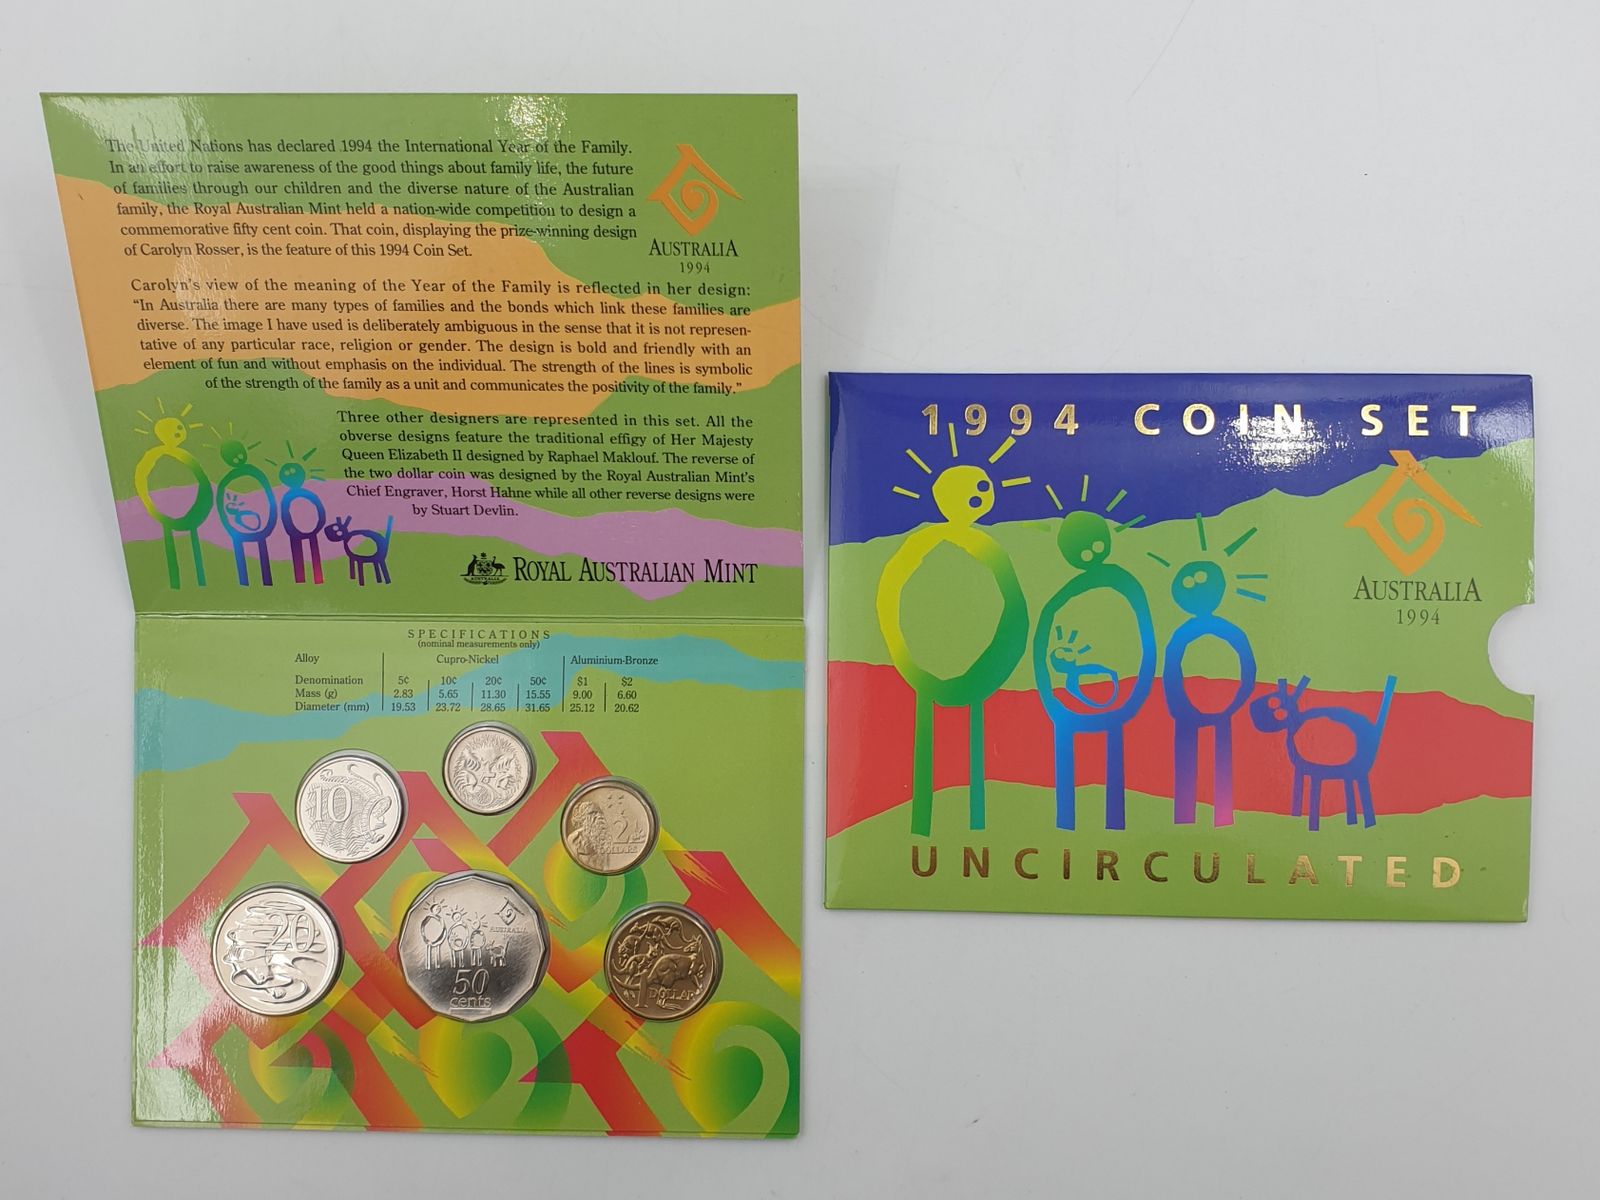 The United Nations has declared 1994 the International Year of the Family.
In an effort to raise awareness of the good things about family life, the future
of families through our children and the diverse nature of the Australian
family, the Royal Australian Mint held a nation-wide competition to design a
commemorative fifty cent coin. That coin, displaying the prize-winning design
of Carolyn Rosser, is the feature of this 1994 Coin Set.
AUSTRALIA
1994
Carolyn's view of the meaning of the Year of the Family is reflected in her design:
“In Australia there are many types of families and the bonds which link these families are
diverse. The image I have used is deliberately ambiguous in the sense that it is not represen-
tative of any particular race, religion or gender. The design is bold and friendly with an
element of fun and without emphasis on the individual. The strength of the lines is symbolic
of the strength of the family as a unit and communicates the positivity of the family.”
Three other designers are represented in this set. All the
obverse designs feature the traditional effigy of Her Majesty
Queen Elizabeth II designed by Raphael Maklouf. The reverse of
the two dollar coin was designed by the Royal Australian Mint's
Chief Engraver, Horst Hahne while all other reverse designs were
by Stuart Devlin.
AUSTRALIA
ROYAL AUSTRALIAN MINT
SPECIFICATIONS
(nominal measurements only)
Alloy Cupro-Nickel Aluminium-Bronze
Denomination 5¢ 10¢ 20¢ 50¢ $1 $2
Mass (g) 2.83 5.65 11.30 15.55 9.00 6.60
Diameter (mm) 19.53 23.72 28.65 31.65 25.12 20.62
10
5
2
DOLLARS
20
AUSTRALIA
50
cents
1
DOLLAR
1994 COIN SET
AUSTRALIA
1994
UNCIRCULATED